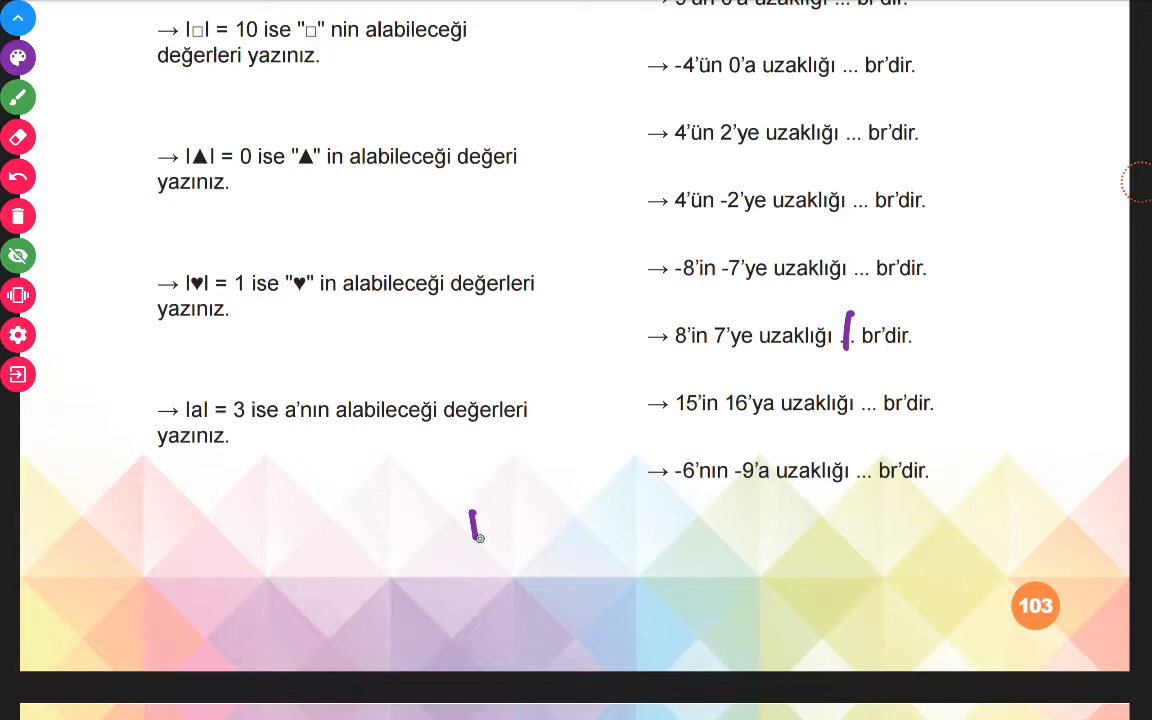 → |□| = 10 ise "□" nin alabileceği
değerleri yazınız.
→ |▲| = 0 ise "▲" in alabileceği değeri
yazınız.
→ |♥| = 1 ise "♥" in alabileceği değerleri
yazınız.
→ |a| = 3 ise a’nın alabileceği değerleri
yazınız.
→ -4’ün 0’a uzaklığı ... br’dir.
→ 4’ün 2’ye uzaklığı ... br’dir.
→ 4’ün -2’ye uzaklığı ... br’dir.
→ -8’in -7’ye uzaklığı ... br’dir.
→ 8’in 7’ye uzaklığı ... br’dir.
→ 15’in 16’ya uzaklığı ... br’dir.
→ -6’nın -9’a uzaklığı ... br’dir.
103